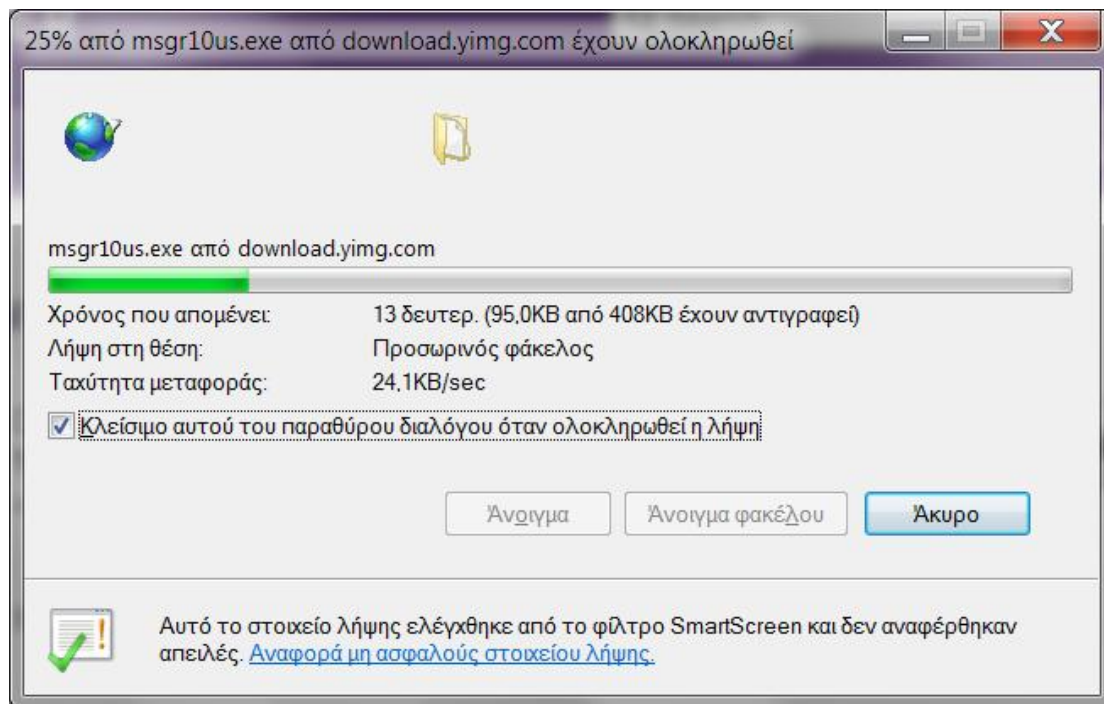 25% από msgr10us.exe από download.yimg.com έχουν ολοκληρωθεί
msgr10us.exe από download.yimg.com
Χρόνος που απομένει: 13 δευτερ. (95,0KB από 408KB έχουν αντιγραφεί)
Λήψη στη θέση: Προσωρινός φάκελος
Ταχύτητα μεταφοράς: 24,1KB/sec
Κλείσιμο αυτού του παραθύρου διαλόγου όταν ολοκληρωθεί η λήψη
Άνοιγμα Άνοιγμα φακέλου Άκυρο
Αυτό το στοιχείο λήψης ελέγχθηκε από το φίλτρο SmartScreen και δεν αναφέρθηκαν
απειλές. Αναφορά μη ασφαλούς στοιχείου λήψης.